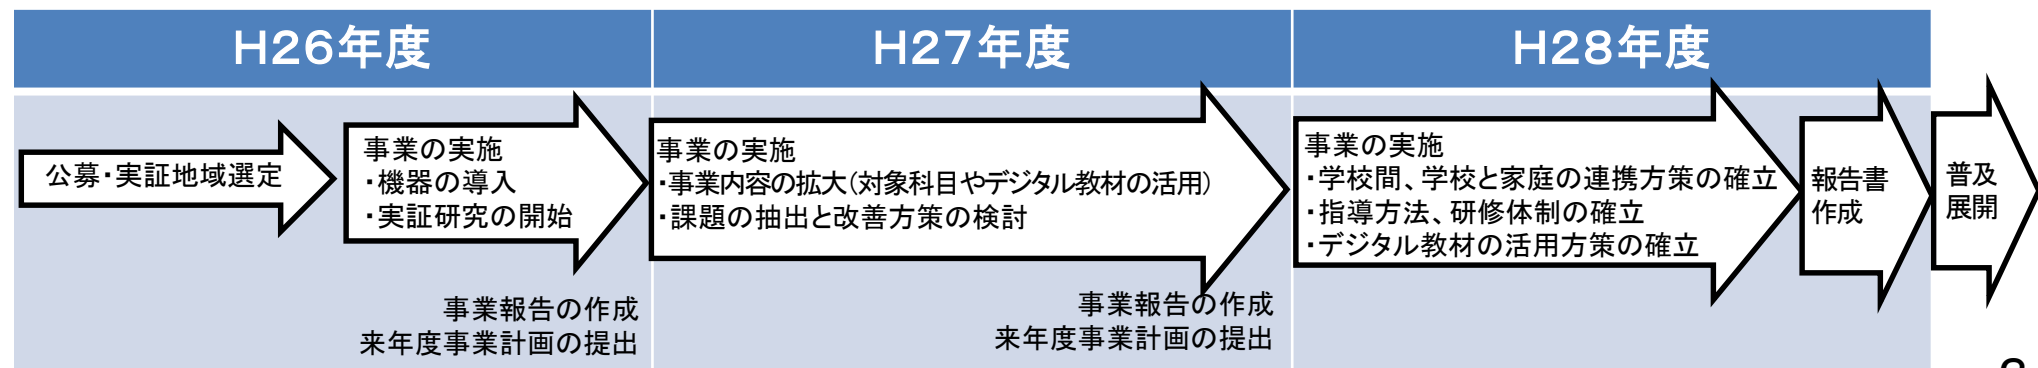 H26年度
H27年度
H28年度
公募・実証地域選定
事業の実施
・機器の導入
・実証研究の開始
事業報告の作成
来年度事業計画の提出
事業の実施
・事業内容の拡大(対象科目やデジタル教材の活用)
・課題の抽出と改善方策の検討
事業報告の作成
来年度事業計画の提出
事業の実施
・学校間、学校と家庭の連携方策の確立
・指導方法、研修体制の確立
・デジタル教材の活用方策の確立
報告書
作成
普及
展開